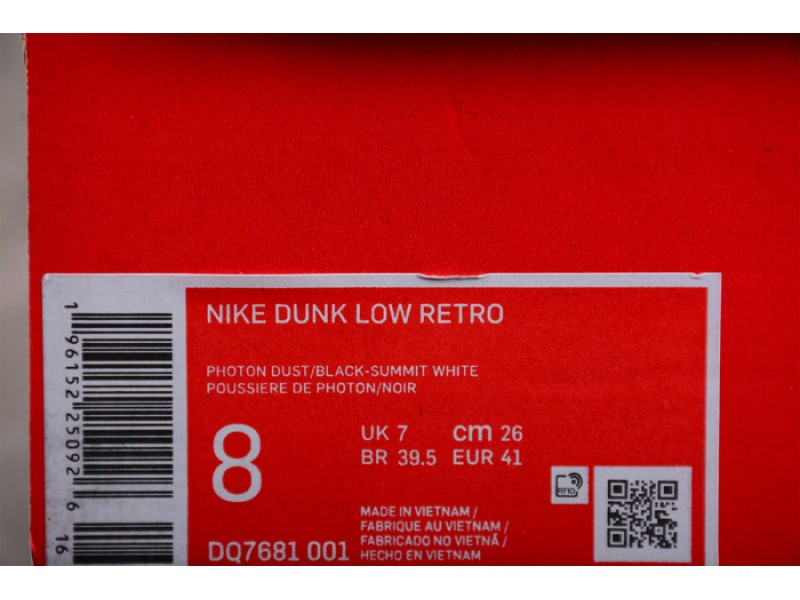 NIKE DUNK LOW RETRO
PHOTON DUST/BLACK-SUMMIT WHITE
POUSSIERE DE PHOTON/NOIR
8
UK 7 cm 26
BR 39.5 EUR 41
RFID
DQ7681 001
MADE IN VIETNAM /
FABRIQUE AU VIETNAM /
FABRICADO NO VIETNÃ /
HECHO EN VIETNAM
1 96152 25092 6
16